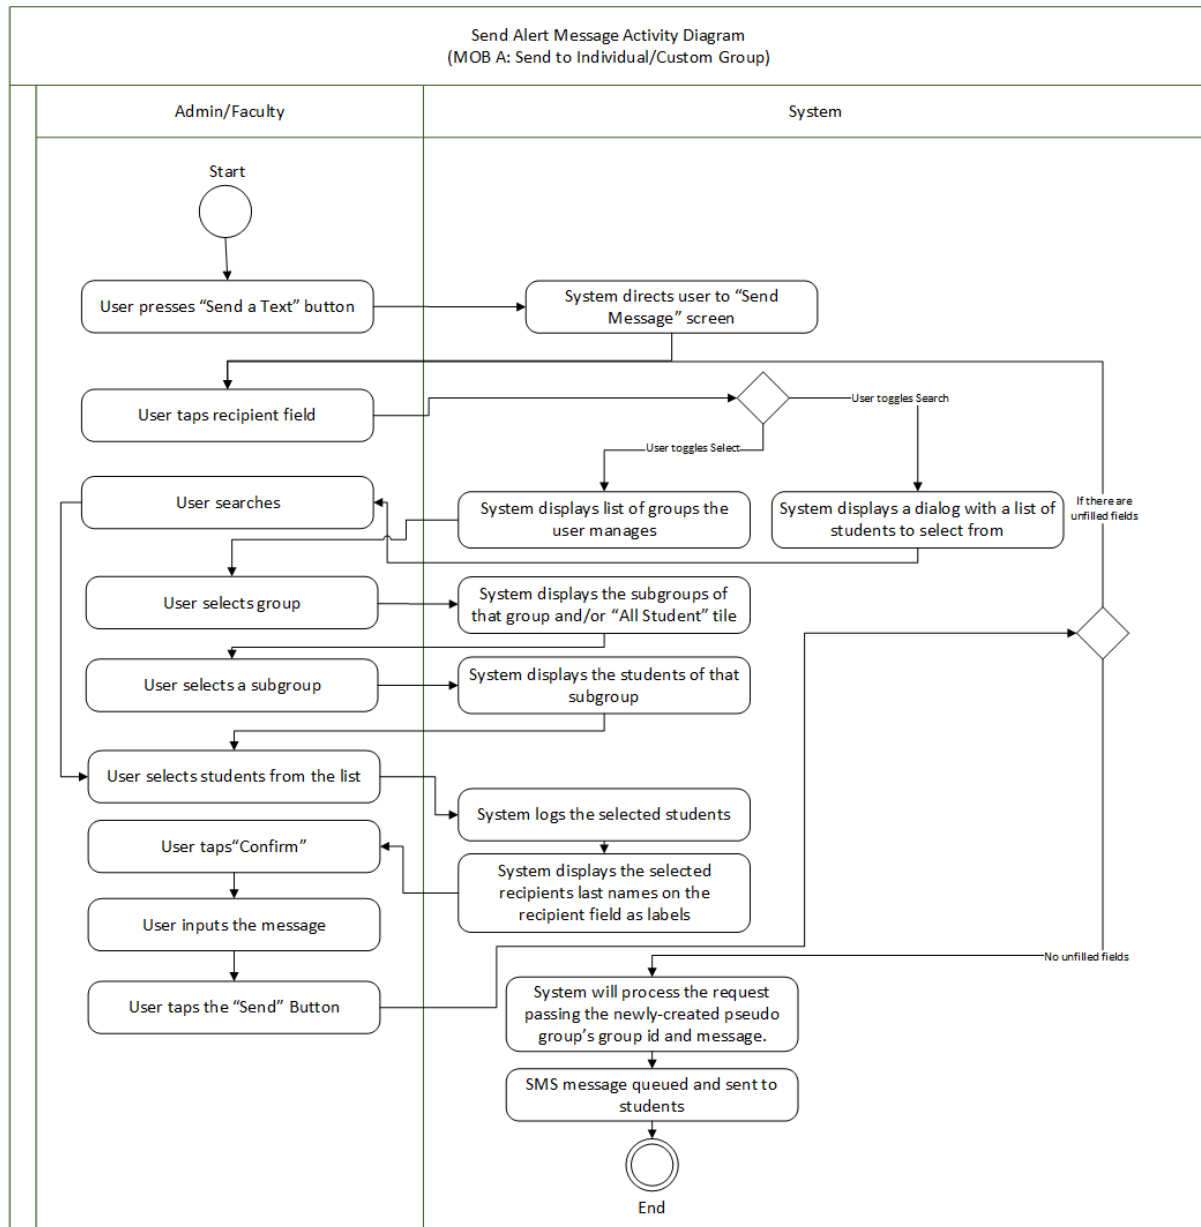 Send Alert Message Activity Diagram
(MOB A: Send to Individual/Custom Group)
Admin/Faculty
System
Start
User presses “Send a Text” button
System directs user to “Send
Message” screen
User taps recipient field
User toggles Search
User toggles Select
User searches
System displays list of groups the
user manages
System displays a dialog with a list of
students to select from
If there are
unfilled fields
User selects group
System displays the subgroups of
that group and/or “All Student” tile
User selects a subgroup
System displays the students of that
subgroup
User selects students from the list
System logs the selected students
User taps“Confirm”
System displays the selected
recipients last names on the
recipient field as labels
User inputs the message
No unfilled fields
User taps the “Send” Button
System will process the request
passing the newly-created pseudo
group’s group id and message.
SMS message queued and sent to
students
End